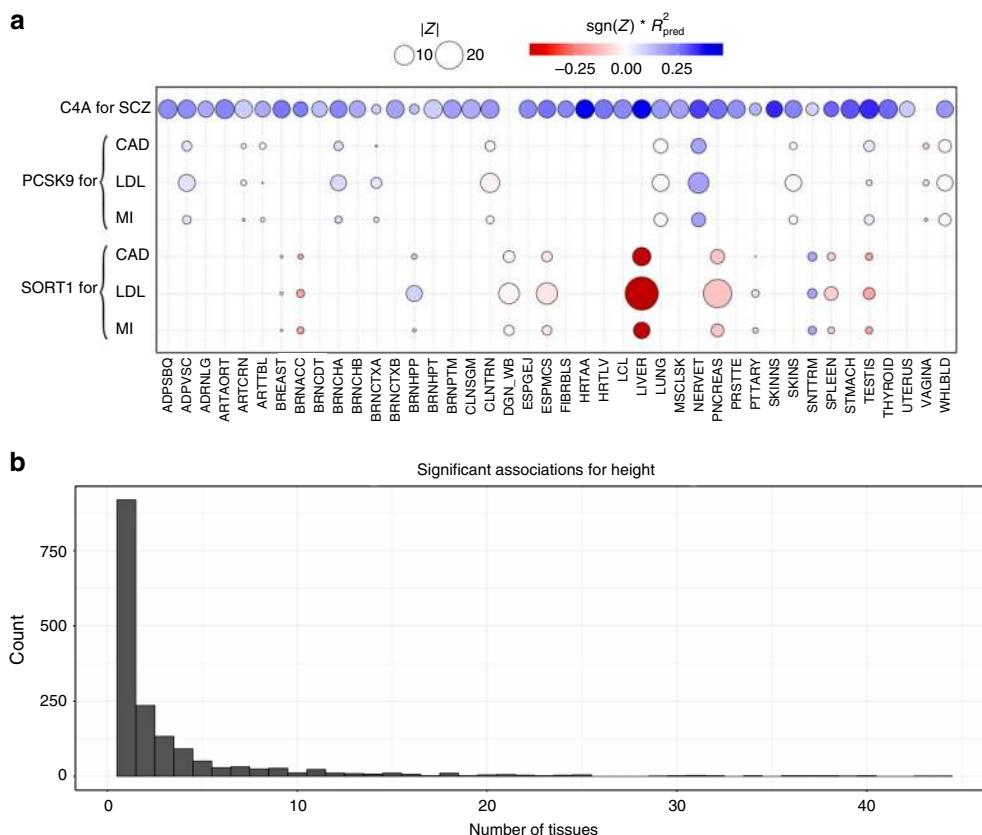 a
|Z|
10 20
sgn(Z) * R²pred
−0.25 0.00 0.25
C4A for SCZ
PCSK9 for
CAD
LDL
MI
SORT1 for
CAD
LDL
MI
ADPSBQ
ADPVSC
ADRNLG
ARTAORT
ARTCRN
ARTTBL
BREAST
BRNACC
BRNCDT
BRNCHA
BRNCHB
BRNCTXA
BRNCTXB
BRNHPP
BRNHPT
BRNPTM
CLNSGM
CLNTRN
DGN_WB
ESPGEJ
ESPMCS
FIBRBLS
HRTAA
HRTLV
LCL
LIVER
LUNG
MSCLSK
NERVET
PNCREAS
PRSTTE
PTTARY
SKINNS
SKINS
SNTTRM
SPLEEN
STMACH
TESTIS
THYROID
UTERUS
VAGINA
WHLBLD
b
Significant associations for height
Count
750
500
250
0
0 10 20 30 40
Number of tissues